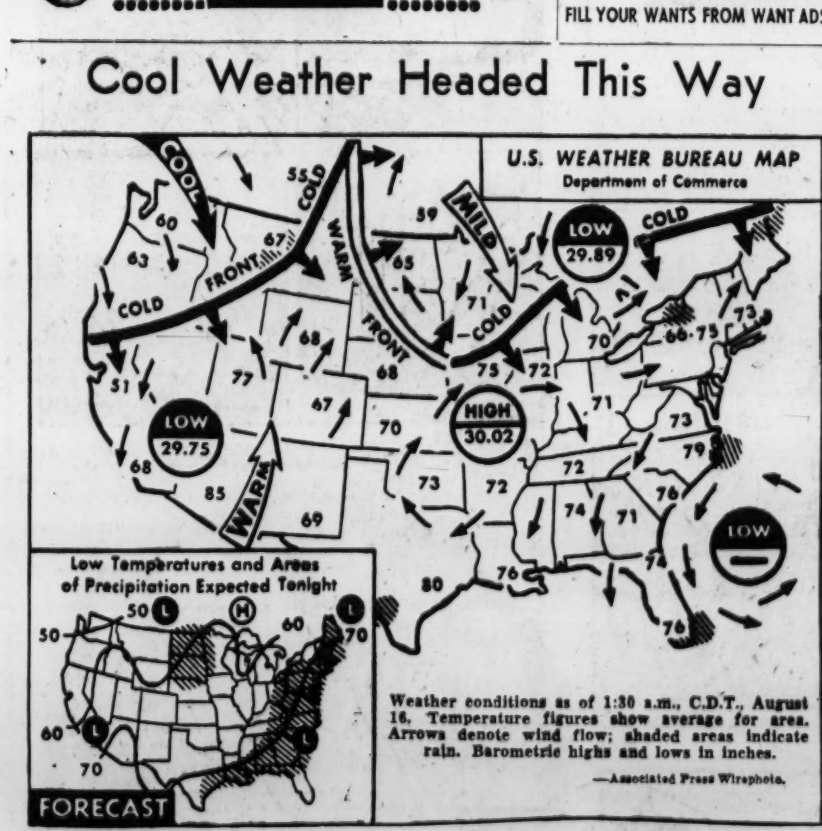 FILL YOUR WANTS FROM WANT ADS
Cool Weather Headed This Way
U.S. WEATHER BUREAU MAP
Department of Commerce
COOL
55
COLD
60
63
67
FRONT
COLD
WARM
FRONT
59
MILD
LOW
29.89
COLD
65
71
COLD
73
66
75
70
68
68
75
72
77
51
67
71
HIGH
30.02
LOW
29.75
70
73
79
68
72
85
WARM
73
72
76
74
71
69
LOW
74
76
80
76
Low Temperatures and Areas
of Precipitation Expected Tonight
50
L
H
L
60
50
70
60
L
L
70
FORECAST
Weather conditions as of 1:30 a.m., C.D.T., August
16. Temperature figures show average for area.
Arrows denote wind flow; shaded areas indicate
rain. Barometric highs and lows in inches.
—Associated Press Wirephoto.